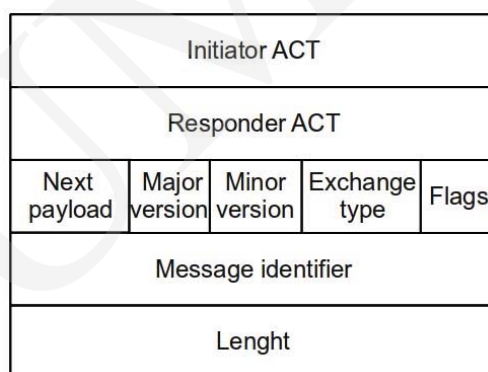 Initiator ACT
Responder ACT
Next payload
Major version
Minor version
Exchange type
Flags
Message identifier
Lenght